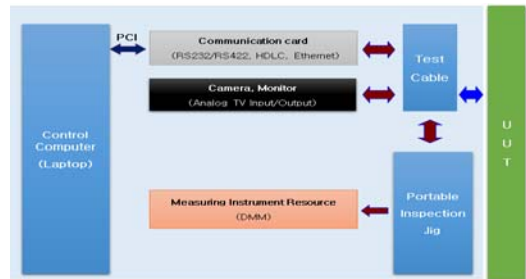 PCI
Communication card
(RS232/RS422, HDLC, Ethernet)
Camera, Monitor
(Analog TV Input/Output)
Test
Cable
Control
Computer
(Laptop)
U
U
T
Measuring Instrument Resource
(DMM)
Portable
Inspection
Jig